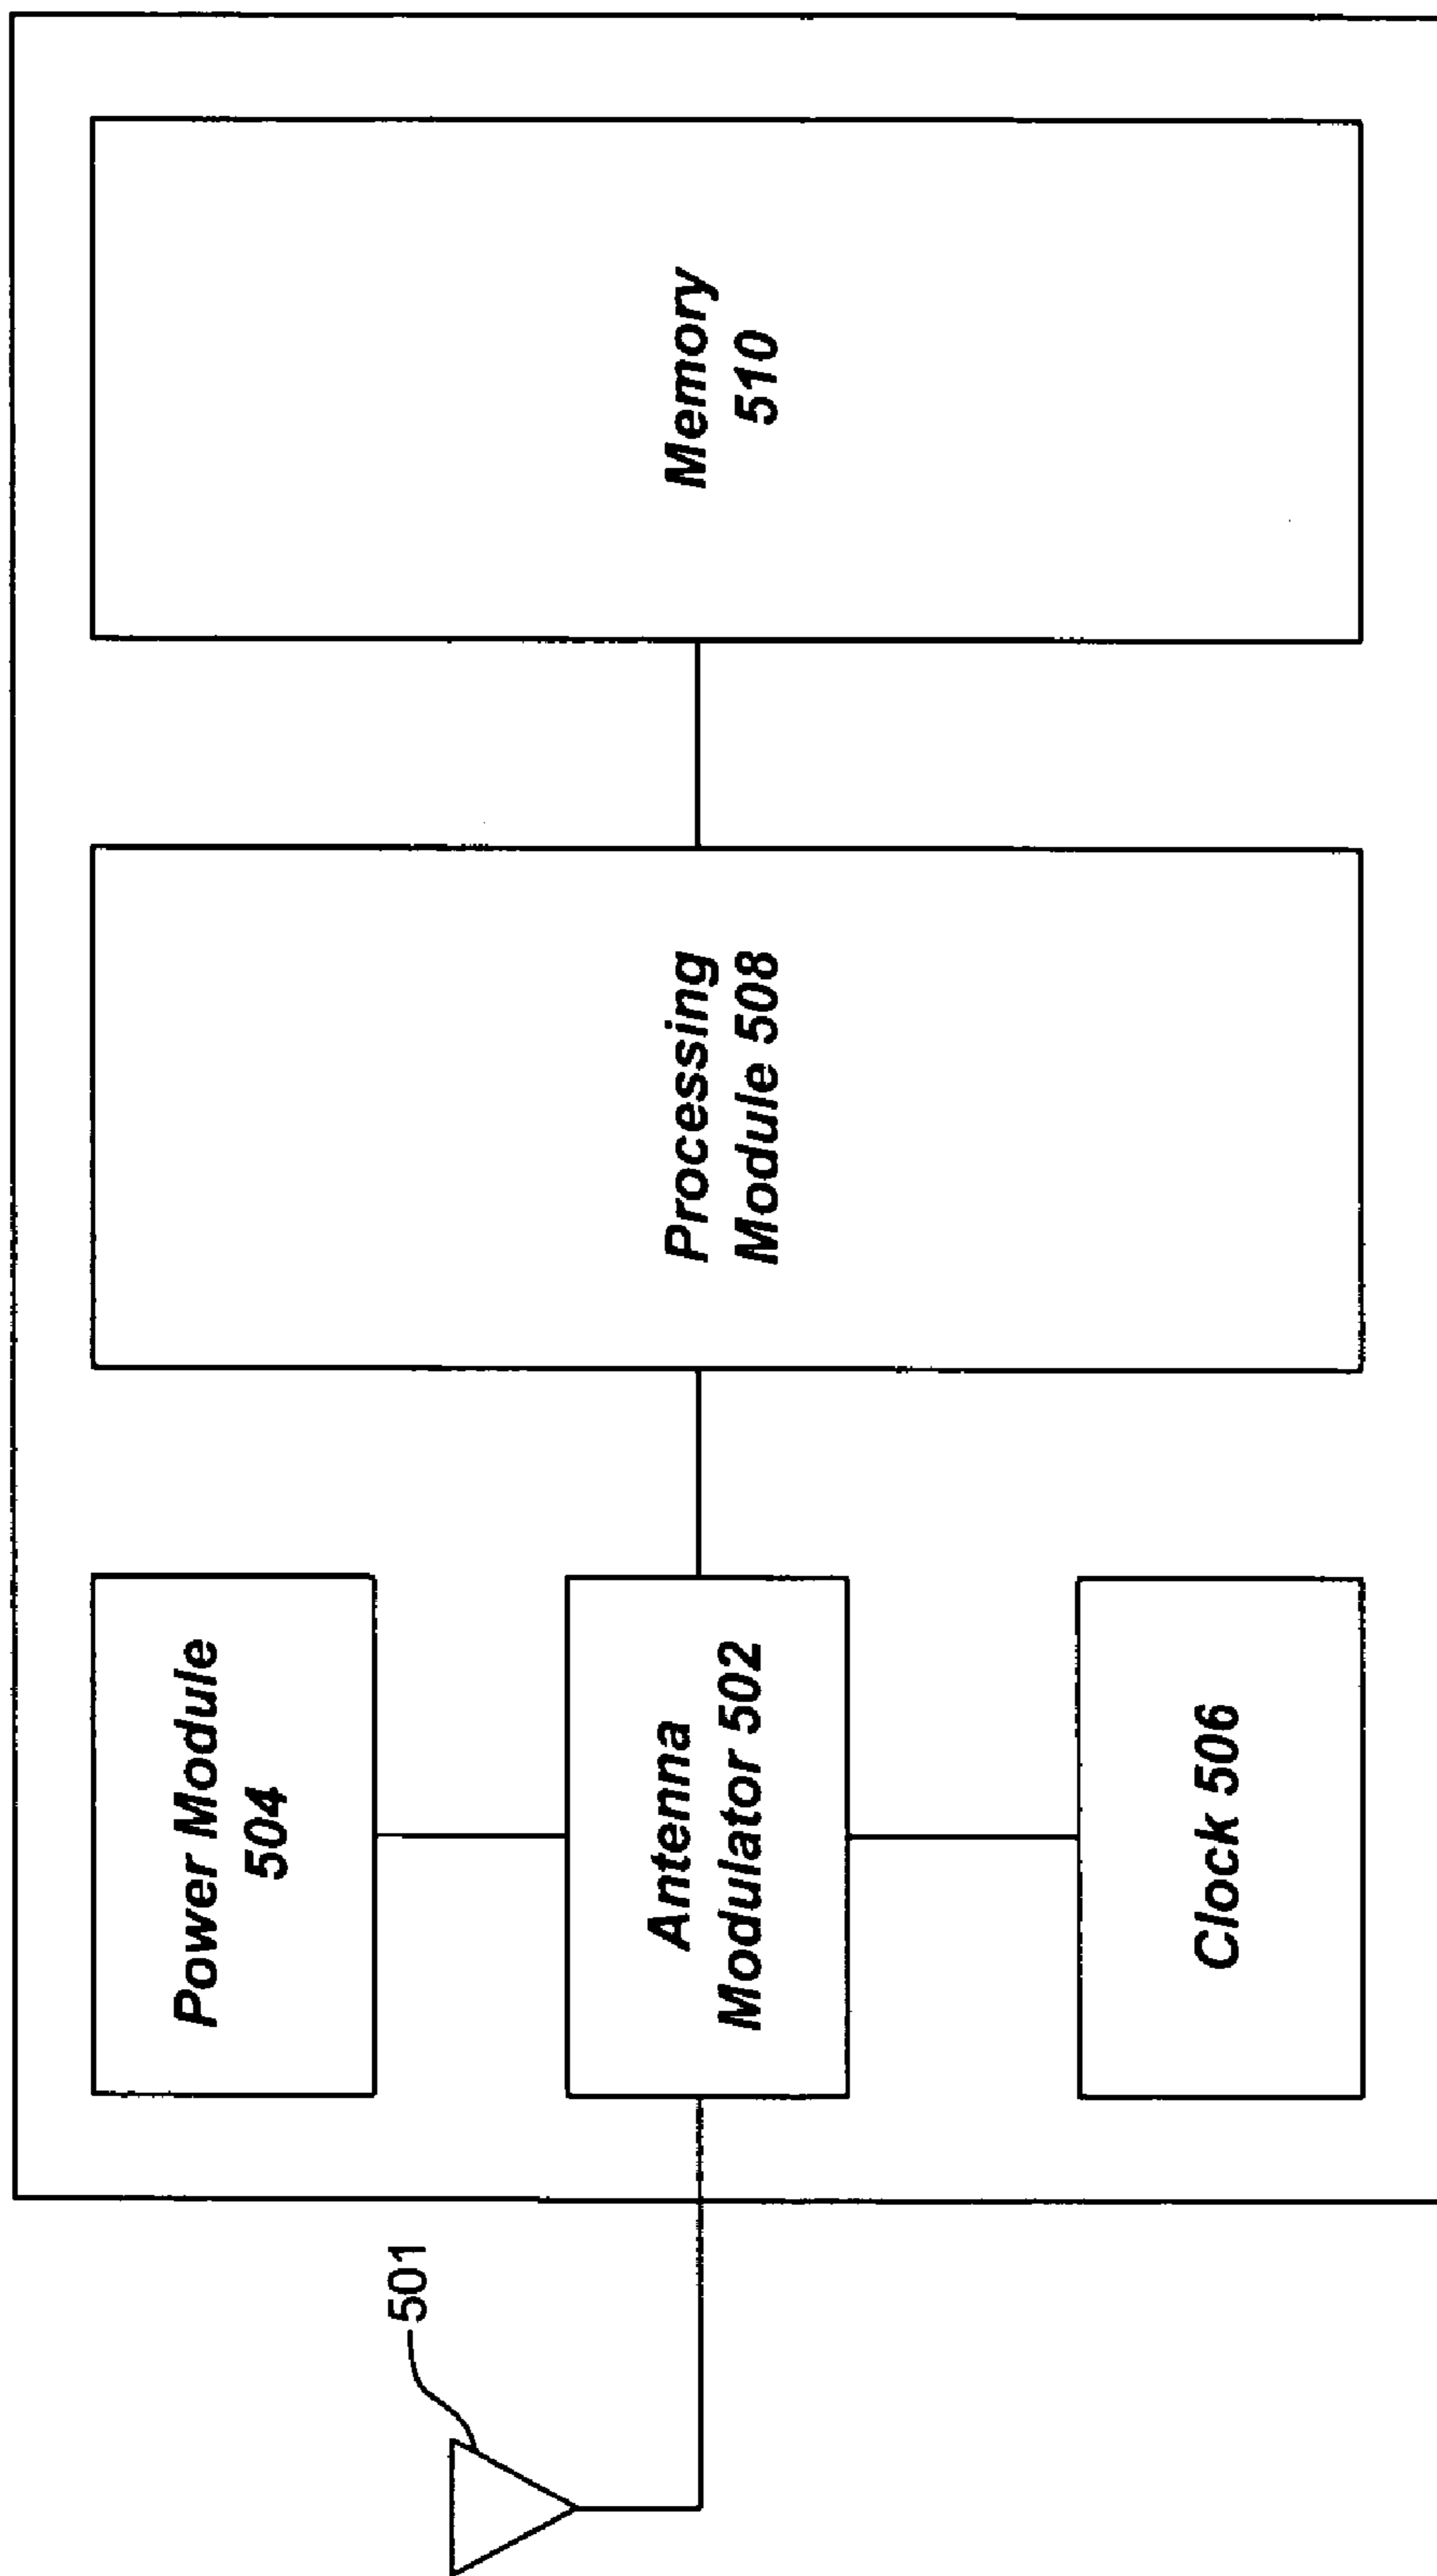 501
Power Module
504
Antenna
Modulator 502
Clock 506
Processing
Module 508
Memory
510